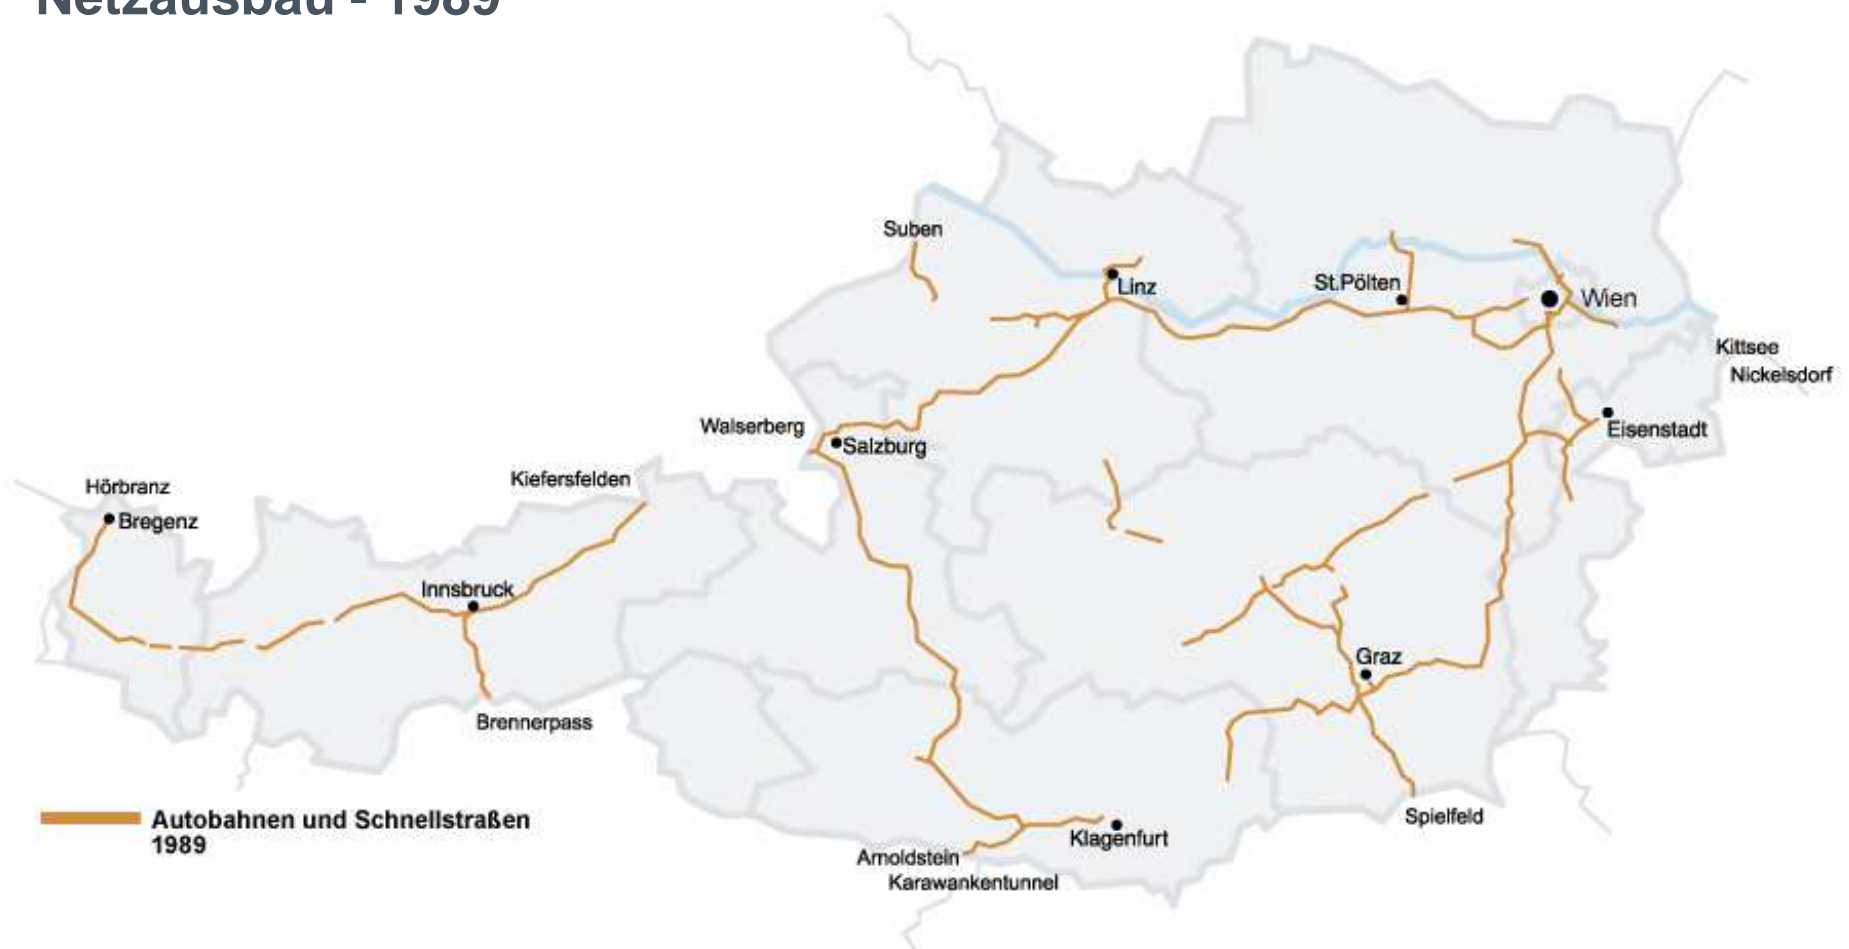 Netzausbau - 1989
Suben
Linz
St.Pölten
Wien
Kittsee
Nickelsdorf
Walserberg
Salzburg
Eisenstadt
Kiefersfelden
Hörbranz
Bregenz
Innsbruck
Graz
Brennerpass
Autobahnen und Schnellstraßen
1989
Spielfeld
Klagenfurt
Arnoldstein
Karawankentunnel